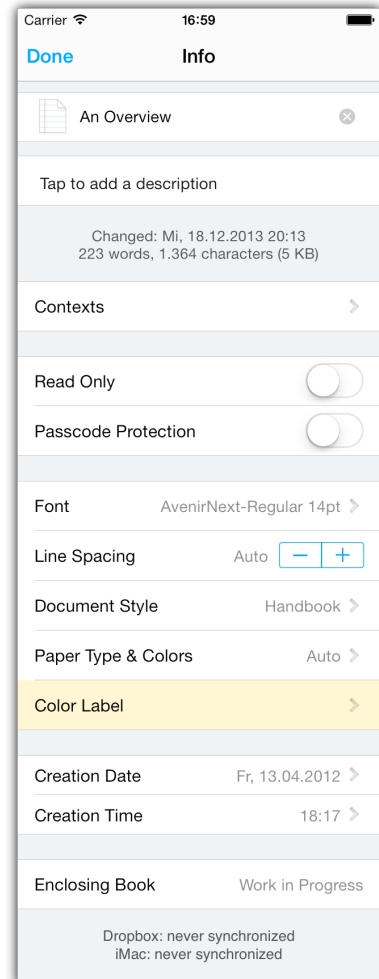 Carrier 16:59
Done Info
An Overview
Tap to add a description
Changed: Mi, 18.12.2013 20:13
223 words, 1.364 characters (5 KB)
Contexts
Read Only
Passcode Protection
Font AvenirNext-Regular 14pt
Line Spacing Auto − +
Document Style Handbook
Paper Type & Colors Auto
Color Label
Creation Date Fr, 13.04.2012
Creation Time 18:17
Enclosing Book Work in Progress
Dropbox: never synchronized
iMac: never synchronized